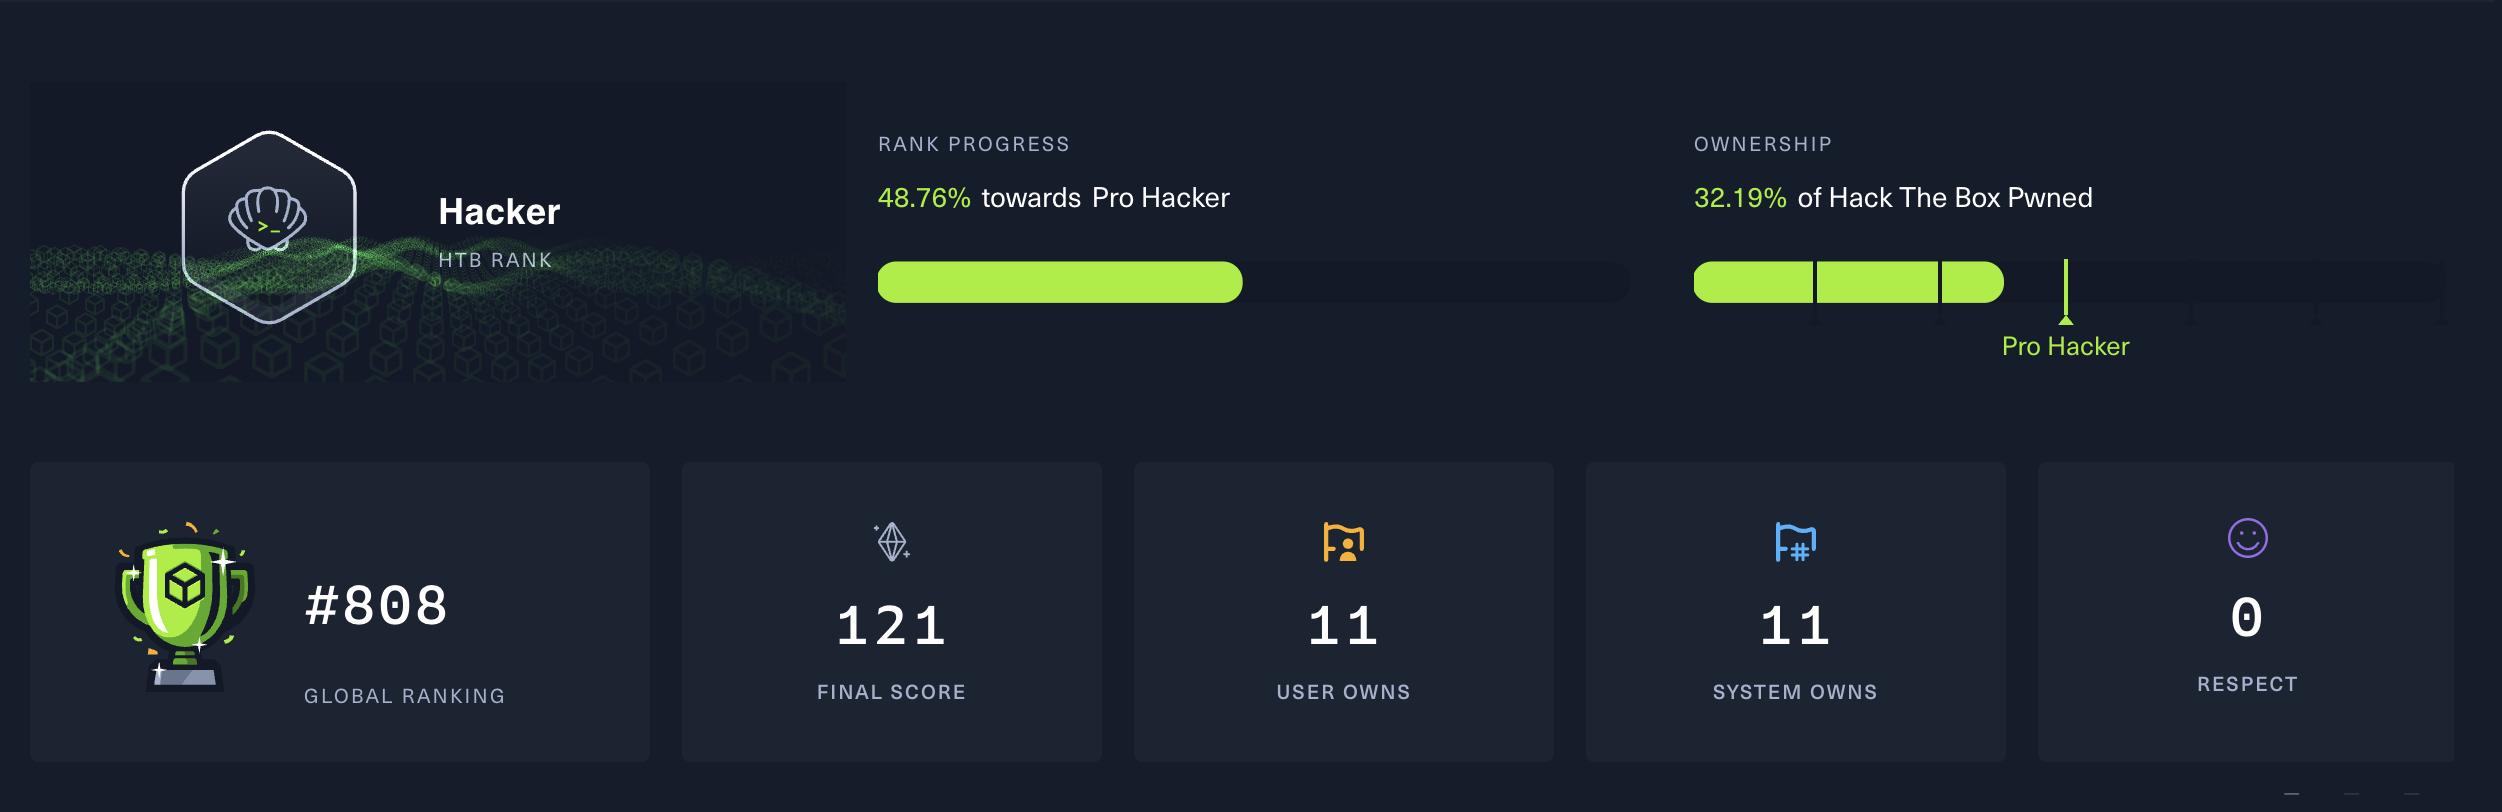 Hacker
HTB RANK
RANK PROGRESS
48.76% towards Pro Hacker
OWNERSHIP
32.19% of Hack The Box Pwned
Pro Hacker
#808
GLOBAL RANKING
121
FINAL SCORE
11
USER OWNS
11
SYSTEM OWNS
0
RESPECT